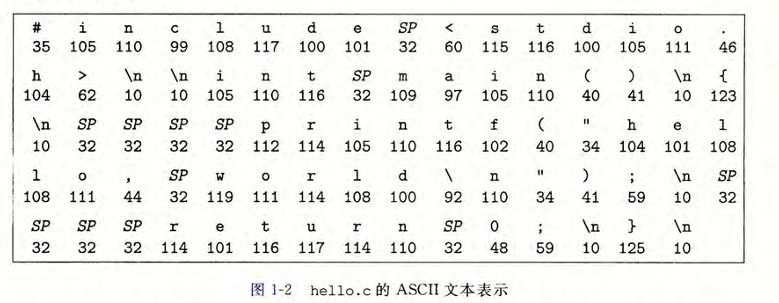 # i n c l u d e SP < s t d i o .
35 105 110 99 108 117 100 101 32 60 115 116 100 105 111 46
h > \n \n i n t SP m a i n ( ) \n {
104 62 10 10 105 110 116 32 109 97 105 110 40 41 10 123
\n SP SP SP SP p r i n t f ( " h e l
10 32 32 32 32 112 114 105 110 116 102 40 34 104 101 108
l o , SP w o r l d \ n " ) ; \n SP
108 111 44 32 119 111 114 108 100 92 110 34 41 59 10 32
SP SP SP r e t u r n SP 0 ; \n } \n
32 32 32 114 101 116 117 114 110 32 48 59 10 125 10
图 1-2 hello.c 的 ASCII 文本表示